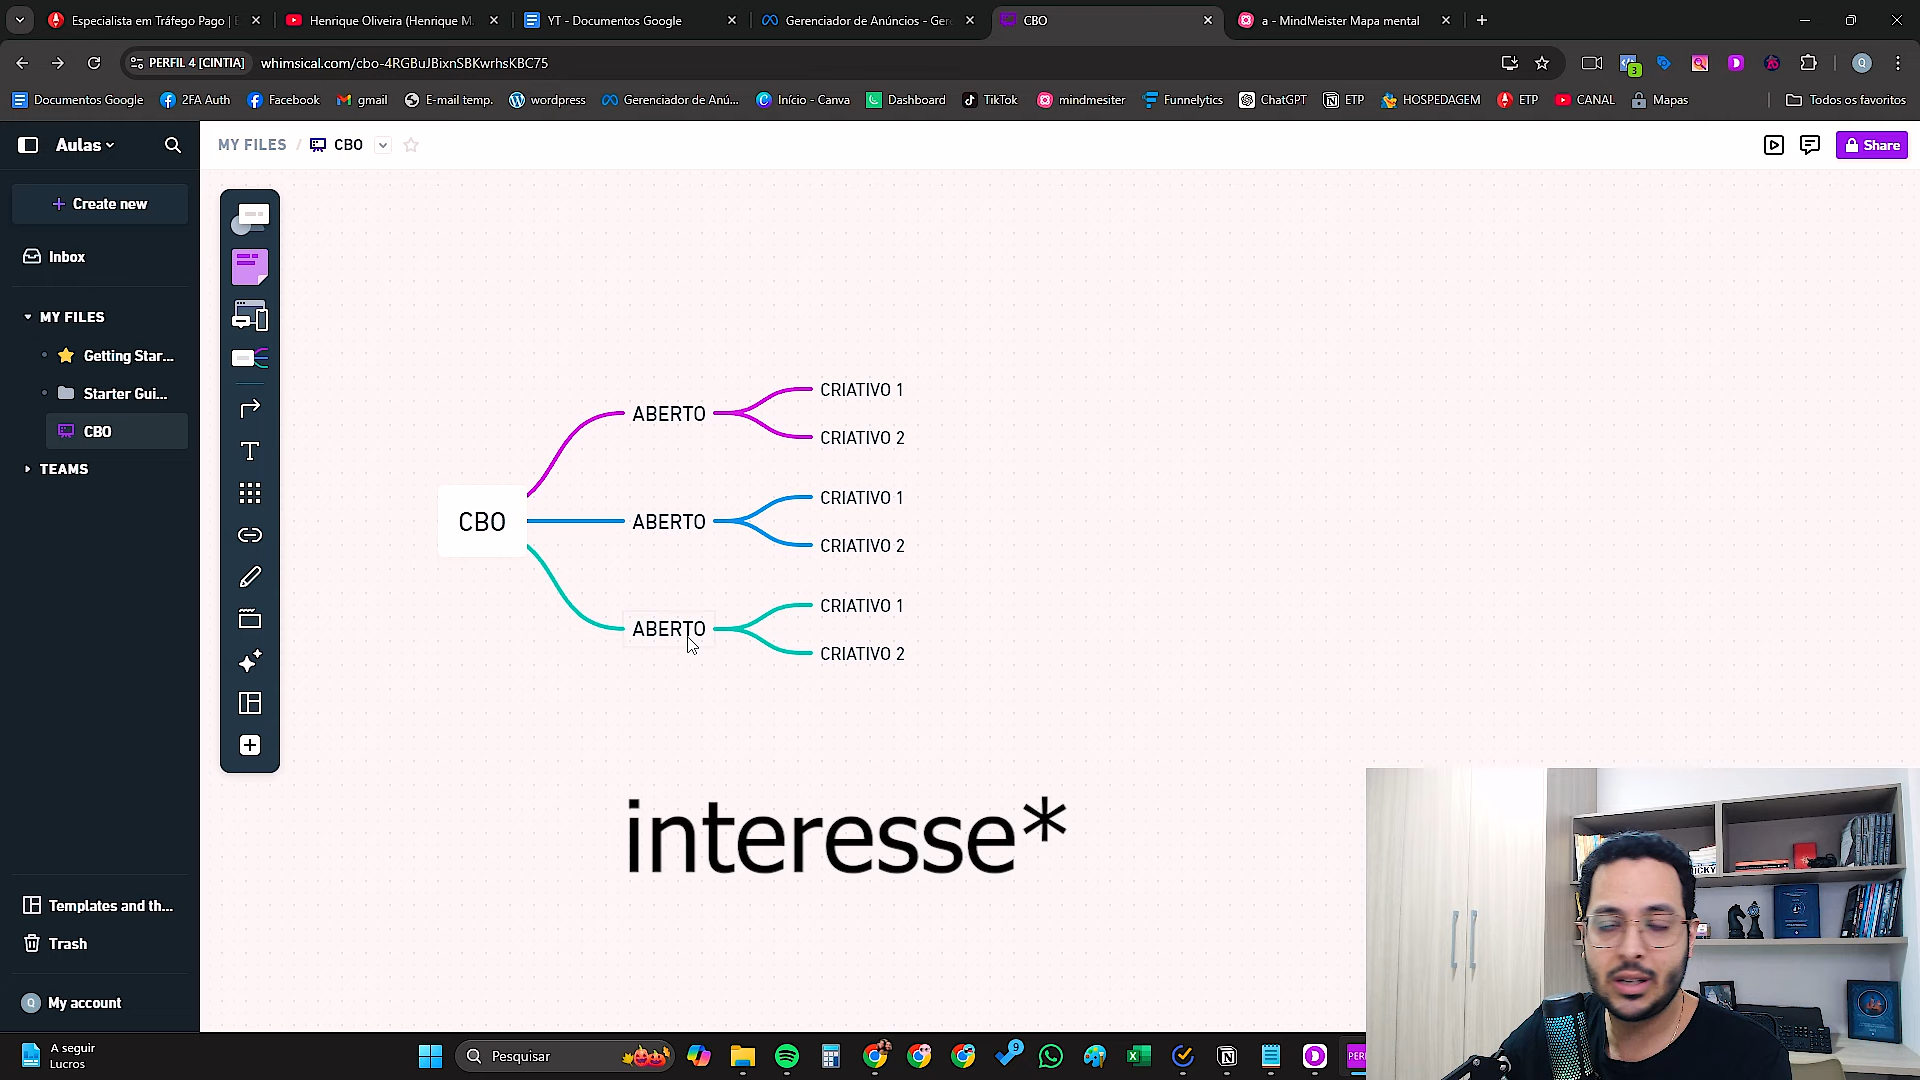 Especialista em Tráfego Pago |
Henrique Oliveira (Henrique M
YT - Documentos Google
Gerenciador de Anúncios - Ger
CBO
a - MindMeister Mapa mental
PERFIL 4 [CINTIA]
whimsical.com/cbo-4RGBuJBixnSBKwrhsKBC75
3
Q
Documentos Google
2FA Auth
Facebook
gmail
E-mail temp.
wordpress
Gerenciador de Anú...
Início - Canva
Dashboard
TikTok
mindmesiter
Funnelytics
ChatGPT
ETP
HOSPEDAGEM
ETP
CANAL
Mapas
Todos os favoritos
Aulas
MY FILES / CBO
Share
+ Create new
Inbox
MY FILES
Getting Star...
Starter Gui...
CBO
TEAMS
CRIATIVO 1
ABERTO
CRIATIVO 2
CRIATIVO 1
CBO
ABERTO
CRIATIVO 2
CRIATIVO 1
ABERTO
CRIATIVO 2
interesse*
Templates and th...
Trash
Q My account
A seguir
Lucros
Pesquisar
9